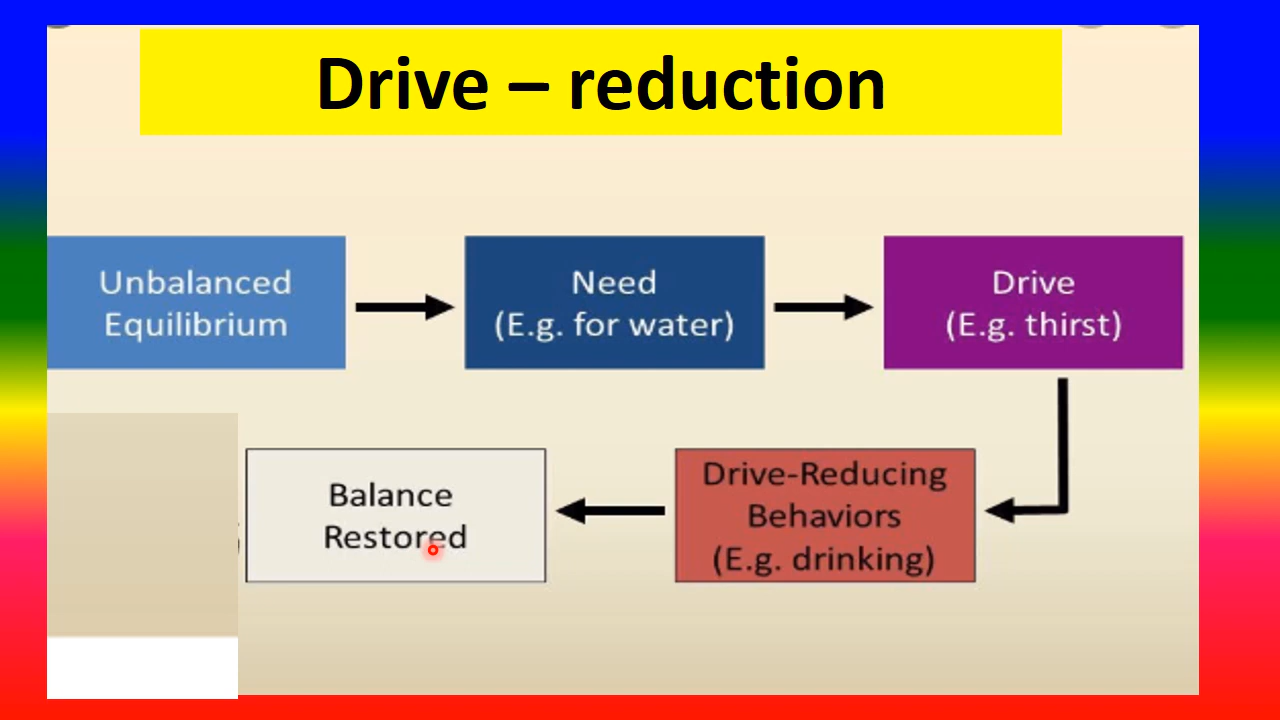 Drive – reduction
Unbalanced
Equilibrium
Need
(E.g. for water)
Drive
(E.g. thirst)
Drive-Reducing
Behaviors
(E.g. drinking)
Balance
Restored